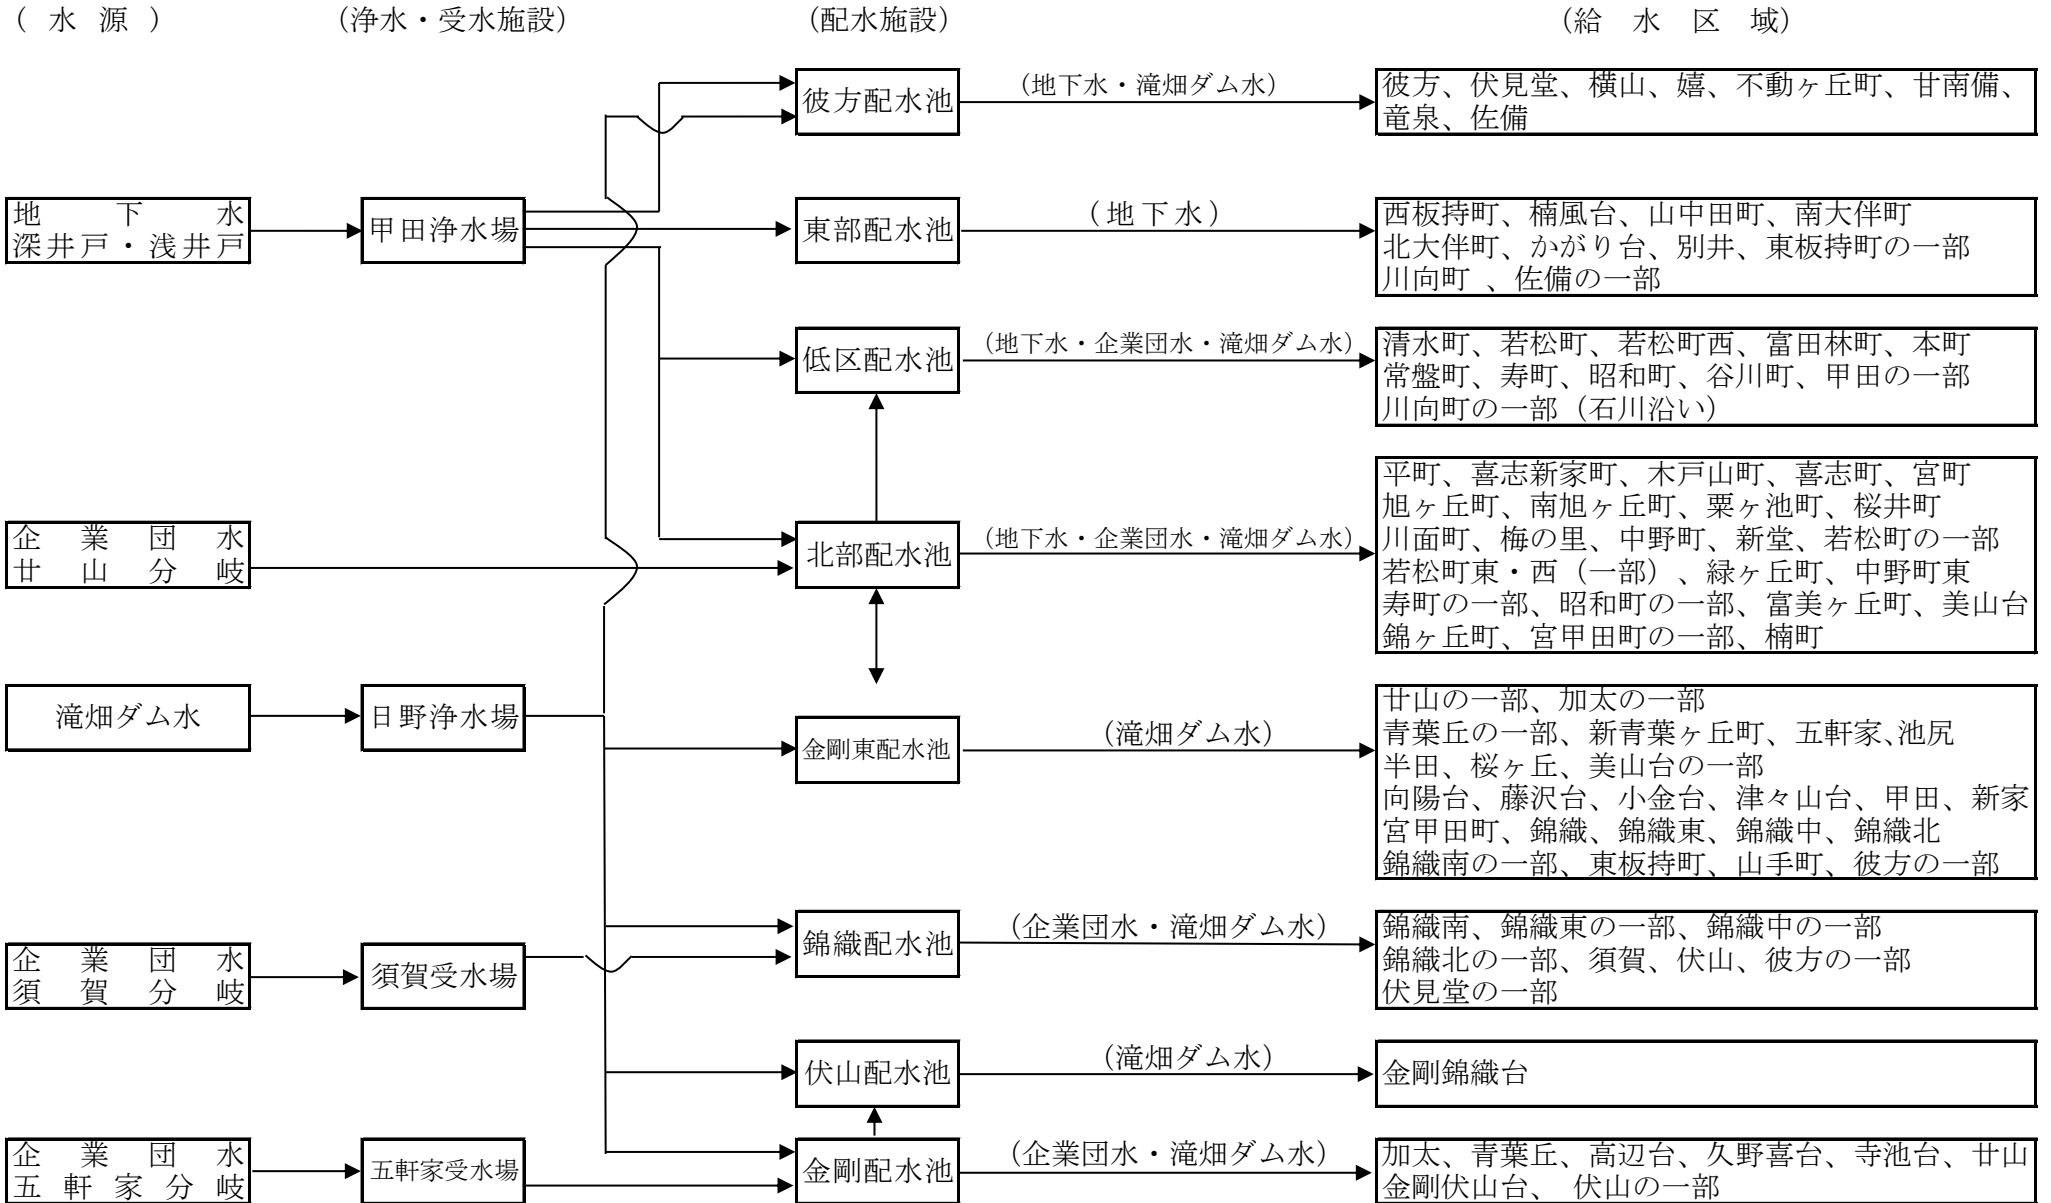 ( 水 源 )
(浄水・受水施設)
(配水施設)
(給 水 区 域)
彼方配水池
(地下水・滝畑ダム水)
彼方、伏見堂、横山、嬉、不動ヶ丘町、甘南備、
竜泉、佐備
地 下 水
深井戸・浅井戸
甲田浄水場
東部配水池
(地下水)
西板持町、楠風台、山中田町、南大伴町
北大伴町、かがり台、別井、東板持町の一部
川向町 、佐備の一部
低区配水池
(地下水・企業団水・滝畑ダム水)
清水町、若松町、若松町西、富田林町、本町
常盤町、寿町、昭和町、谷川町、甲田の一部
川向町の一部（石川沿い）
企 業 団 水
廿 山 分 岐
北部配水池
(地下水・企業団水・滝畑ダム水)
平町、喜志新家町、木戸山町、喜志町、宮町
旭ヶ丘町、南旭ヶ丘町、粟ヶ池町、桜井町
川面町、梅の里、中野町、新堂、若松町の一部
若松町東・西（一部）、緑ヶ丘町、中野町東
寿町の一部、昭和町の一部、富美ヶ丘町、美山台
錦ヶ丘町、宮甲田町の一部、楠町
滝畑ダム水
日野浄水場
金剛東配水池
(滝畑ダム水)
廿山の一部、加太の一部
青葉丘の一部、新青葉ヶ丘町、五軒家、池尻
半田、桜ヶ丘、美山台の一部
向陽台、藤沢台、小金台、津々山台、甲田、新家
宮甲田町、錦織、錦織東、錦織中、錦織北
錦織南の一部、東板持町、山手町、彼方の一部
企 業 団 水
須 賀 分 岐
須賀受水場
錦織配水池
(企業団水・滝畑ダム水)
錦織南、錦織東の一部、錦織中の一部
錦織北の一部、須賀、伏山、彼方の一部
伏見堂の一部
伏山配水池
(滝畑ダム水)
金剛錦織台
企 業 団 水
五 軒 家 分 岐
五軒家受水場
金剛配水池
(企業団水・滝畑ダム水)
加太、青葉丘、高辺台、久野喜台、寺池台、廿山
金剛伏山台、 伏山の一部